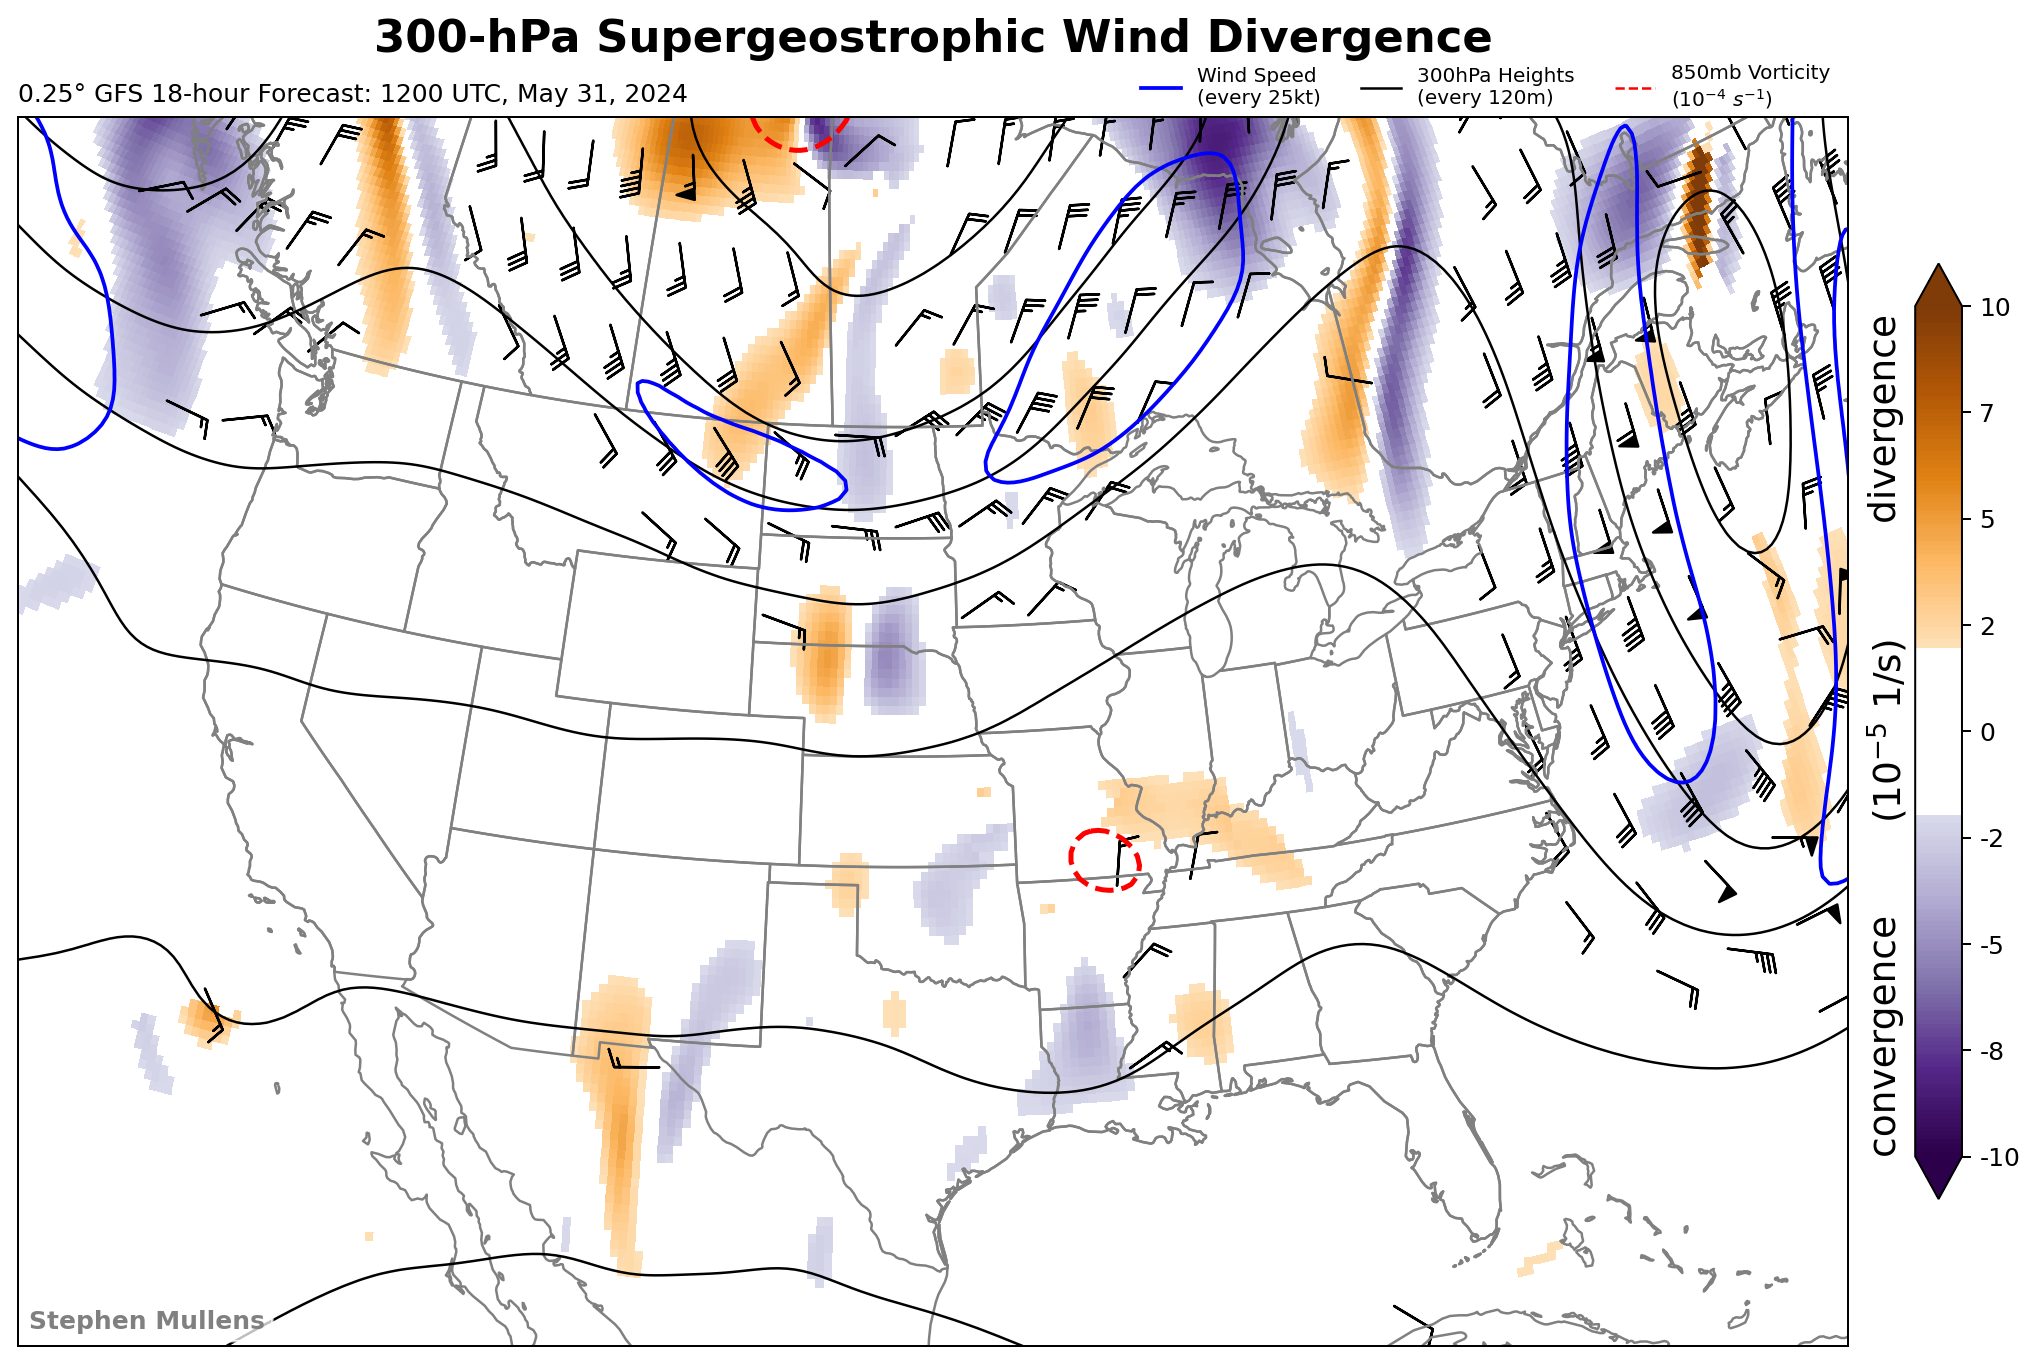 300-hPa Supergeostrophic Wind Divergence
0.25° GFS 18-hour Forecast: 1200 UTC, May 31, 2024
Wind Speed
(every 25kt)
300hPa Heights
(every 120m)
850mb Vorticity
(10⁻⁴ s⁻¹)
10
7
5
2
0
-2
-5
-8
-10
convergence (10⁻⁵ 1/s) divergence
Stephen Mullens